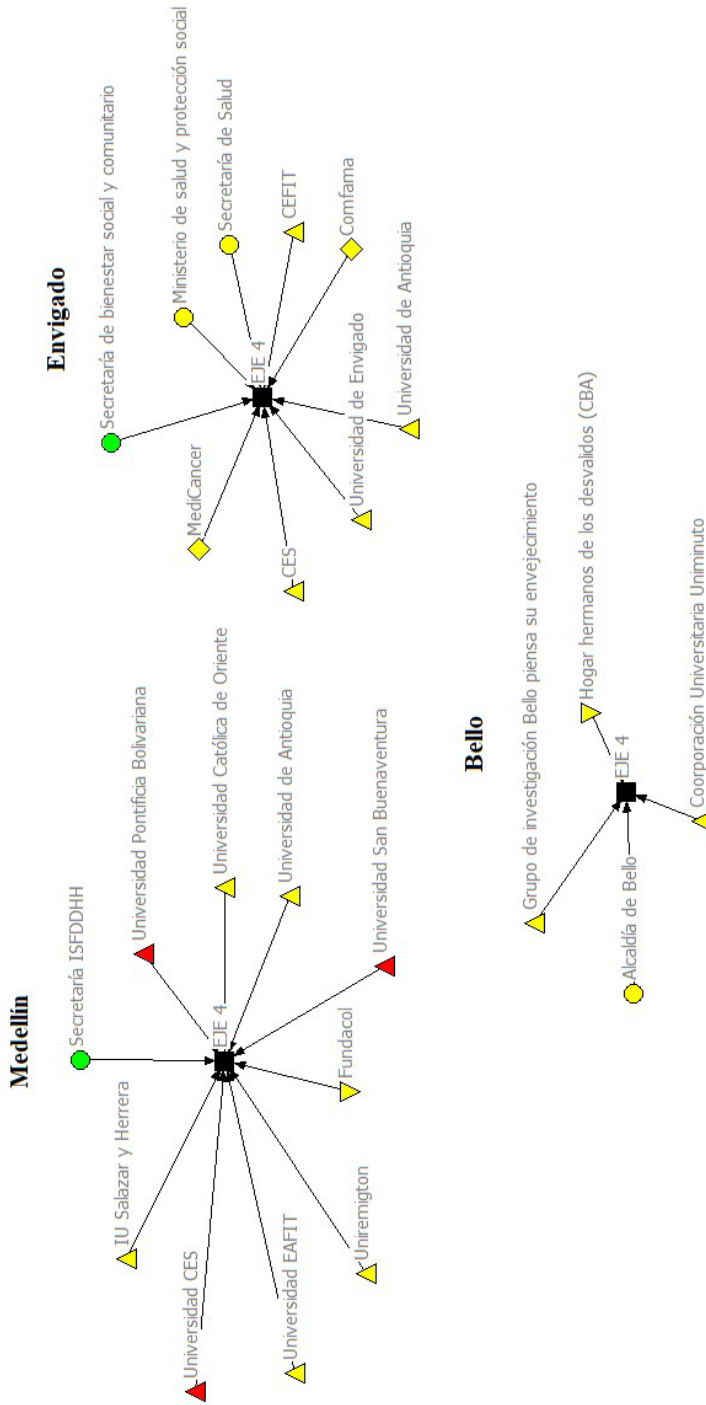 Medellín
Secretaría ISFDDHH
IU Salazar y Herrera
Universidad Pontificia Bolivariana
Universidad CES
EJE 4
Universidad Católica de Oriente
Universidad EAFIT
Universidad de Antioquia
Uniremigton
Fundacol
Universidad San Buenaventura
Envigado
Secretaría de bienestar social y comunitario
Ministerio de salud y protección social
MediCancer
Secretaría de Salud
EJE 4
CES
CEFIT
Universidad de Envigado
Comfama
Universidad de Antioquia
Bello
Grupo de investigación Bello piensa su envejecimiento
Hogar hermanos de los desvalidos (CBA)
EJE 4
Alcaldía de Bello
Coorporación Universitaria Uniminuto